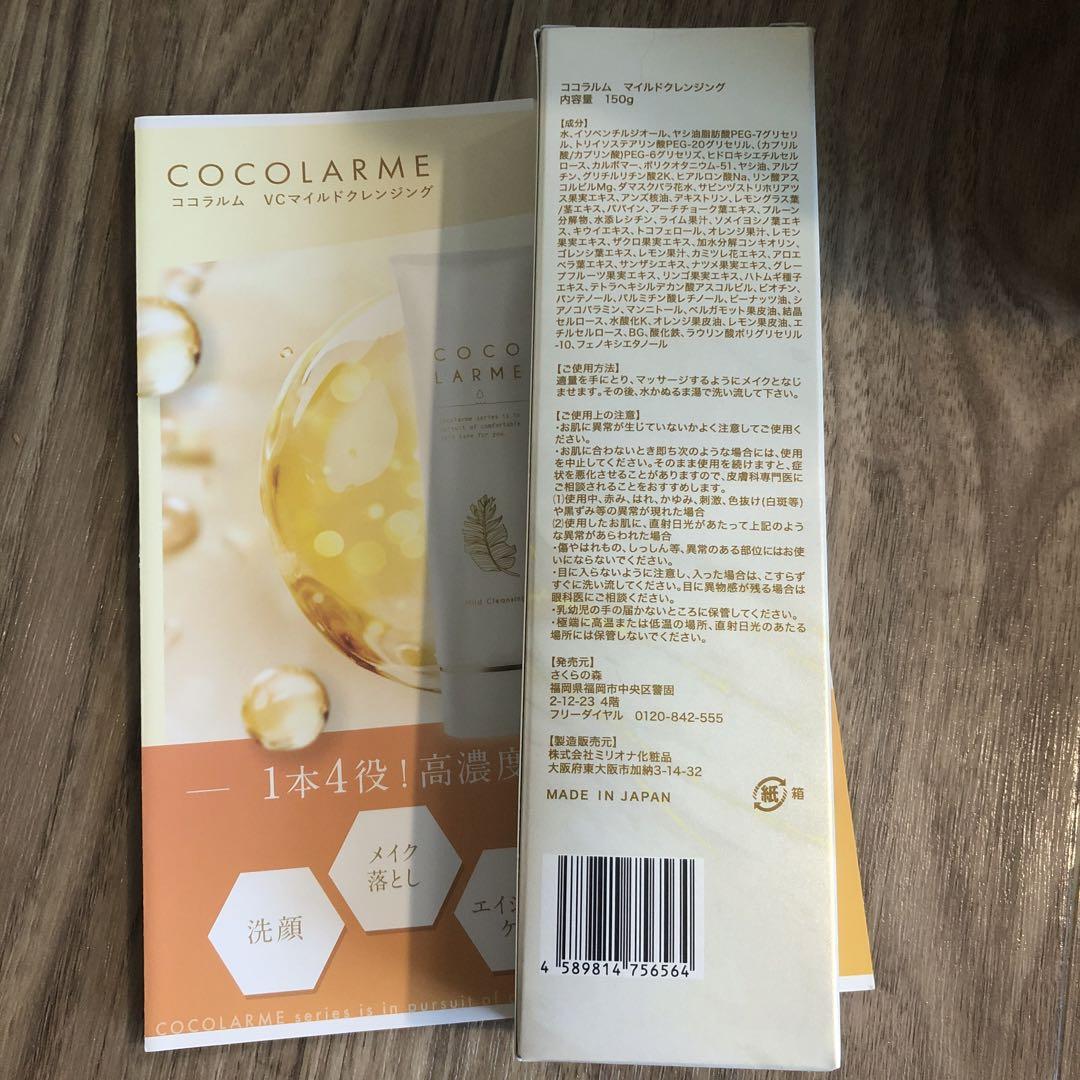 COCOLARME
ココラルム VCマイルドクレンジング
COCO
LARME
Cocolarme series is in
pursuit of comfortable
skin care for you.
Mild Cleansing
1本4役!高濃度
メイク
落とし
洗顔
エイジ
ケ
COCOLARME series is in pursuit of
ココラルム マイルドクレンジング
内容量 150g
【成分】
水、イソペンチルジオール、ヤシ油脂肪酸PEG-7グリセリ
ル、トリイソステアリン酸PEG-20グリセリル、(カプリル
酸/カプリン酸)PEG-6グリセリズ、ヒドロキシエチルセル
ロース、カルボマー、ポリクオタニウム-51、ヤシ油、アルブ
チン、グリチルリチン酸2K、ヒアルロン酸Na、リン酸アス
コルビルMg、ダマスクバラ花水、サピンヅストリホリアツ
ス果実エキス、アンズ核油、デキストリン、レモングラス葉
/茎エキス、パパイン、アーチチョーク葉エキス、プルーン
分解物、水添レシチン、ライム果汁、ソメイヨシノ葉エキ
ス、キウイエキス、トコフェロール、オレンジ果汁、レモン
果実エキス、ザクロ果実エキス、加水分解コンキオリン、
ゴレンシ葉エキス、レモン果汁、カミツレ花エキス、アロエ
ベラ葉エキス、サンザシエキス、ナツメ果実エキス、グレー
プフルーツ果実エキス、リンゴ果実エキス、ハトムギ種子
エキス、テトラヘキシルデカン酸アスコルビル、ビオチン、
パンテノール、パルミチン酸レチノール、ピーナッツ油、シ
アノコバラミン、マンニトール、ベルガモット果皮油、結晶
セルロース、水酸化K、オレンジ果皮油、レモン果皮油、エ
チルセルロース、BG、酸化鉄、ラウリン酸ポリグリセリル
-10、フェノキシエタノール
【ご使用方法】
適量を手にとり、マッサージするようにメイクとなじ
ませます。その後、水かぬるま湯で洗い流して下さい。
【ご使用上の注意】
・お肌に異常が生じていないかよく注意してご使用く
ださい。
・お肌に合わないとき即ち次のような場合には、使用
を中止してください。そのまま使用を続けますと、症
状を悪化させることがありますので、皮膚科専門医に
ご相談されることをおすすめします。
(1)使用中、赤み、はれ、かゆみ、刺激、色抜け(白斑等)
や黒ずみ等の異常が現れた場合
(2)使用したお肌に、直射日光があたって上記のよう
な異常があらわれた場合
・傷やはれもの、しっしん等、異常のある部位にはお使
いにならないでください。
・目に入らないように注意し、入った場合は、こすらず
すぐに洗い流してください。目に異物感が残る場合は
眼科医にご相談ください。
・乳幼児の手の届かないところに保管してください。
・極端に高温または低温の場所、直射日光のあたる
場所には保管しないでください。
【発売元】
さくらの森
福岡県福岡市中央区警固
2-12-23 4階
フリーダイヤル 0120-842-555
【製造販売元】
株式会社ミリオナ化粧品
大阪府東大阪市加納3-14-32
MADE IN JAPAN
紙 箱
4 589814 756564